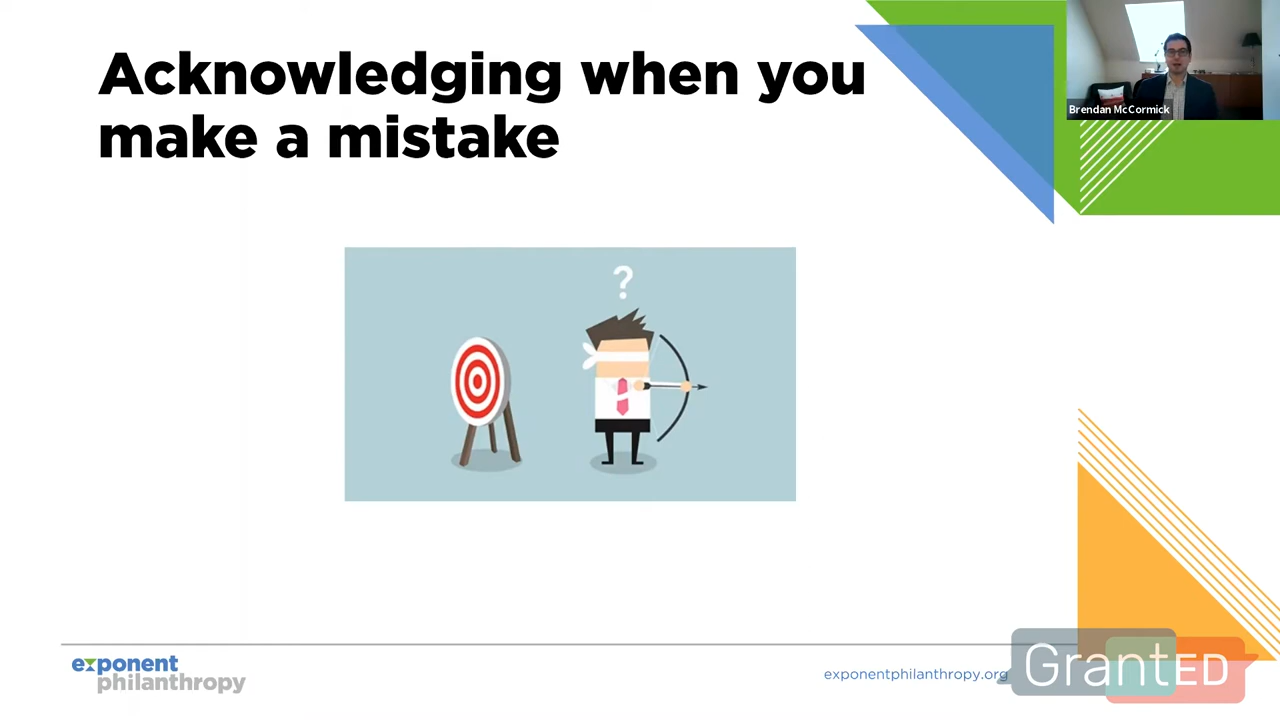 Acknowledging when you
make a mistake
Brendan McCormick
?
exponent
philanthropy
exponentphilanthropy.org
GrantED